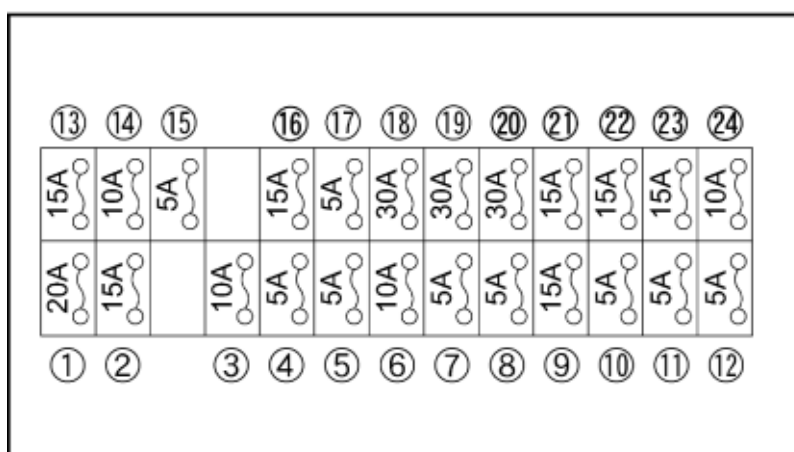 ⑬ ⑭ ⑮ ⑯ ⑰ ⑱ ⑲ ⑳ ㉑ ㉒ ㉓ ㉔
15A 10A 5A 15A 5A 30A 30A 30A 15A 15A 15A 10A
20A 15A 10A 5A 5A 10A 5A 5A 15A 5A 5A 5A
① ② ③ ④ ⑤ ⑥ ⑦ ⑧ ⑨ ⑩ ⑪ ⑫